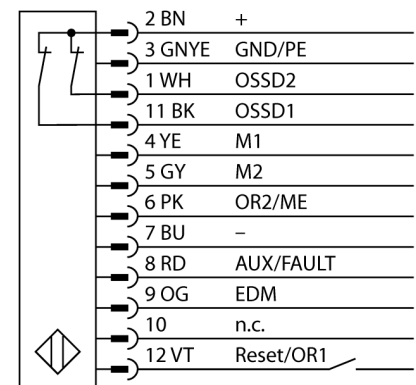 2 BN +
3 GNYE GND/PE
1 WH OSSD2
11 BK OSSD1
4 YE M1
5 GY M2
6 PK OR2/ME
7 BU –
8 RD AUX/FAULT
9 OG EDM
10 n.c.
12 VT Reset/OR1